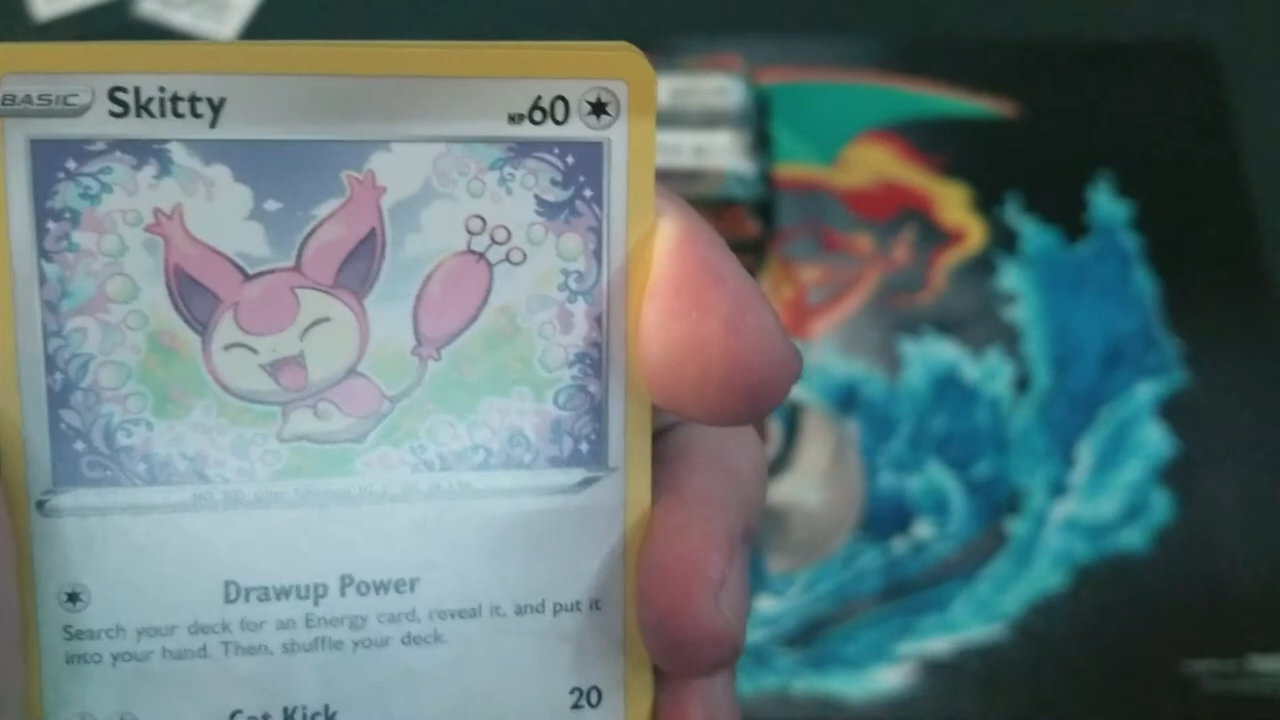 BASIC Skitty HP 60
Drawup Power
Search your deck for an Energy card, reveal it, and put it
into your hand. Then, shuffle your deck.
Cat Kick 20